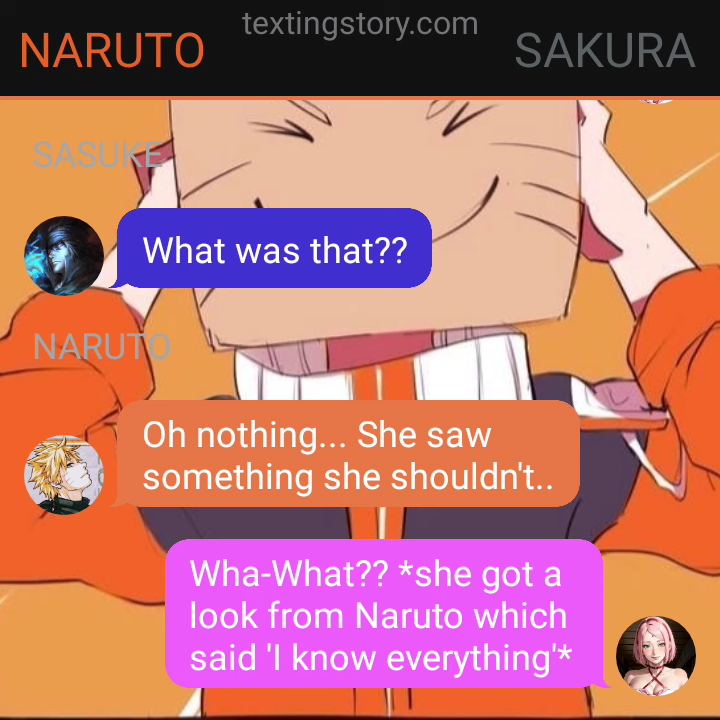 textingstory.com
NARUTO
SAKURA
SASUKE
What was that??
NARUTO
Oh nothing... She saw
something she shouldn't..
Wha-What?? *she got a
look from Naruto which
said 'I know everything'*